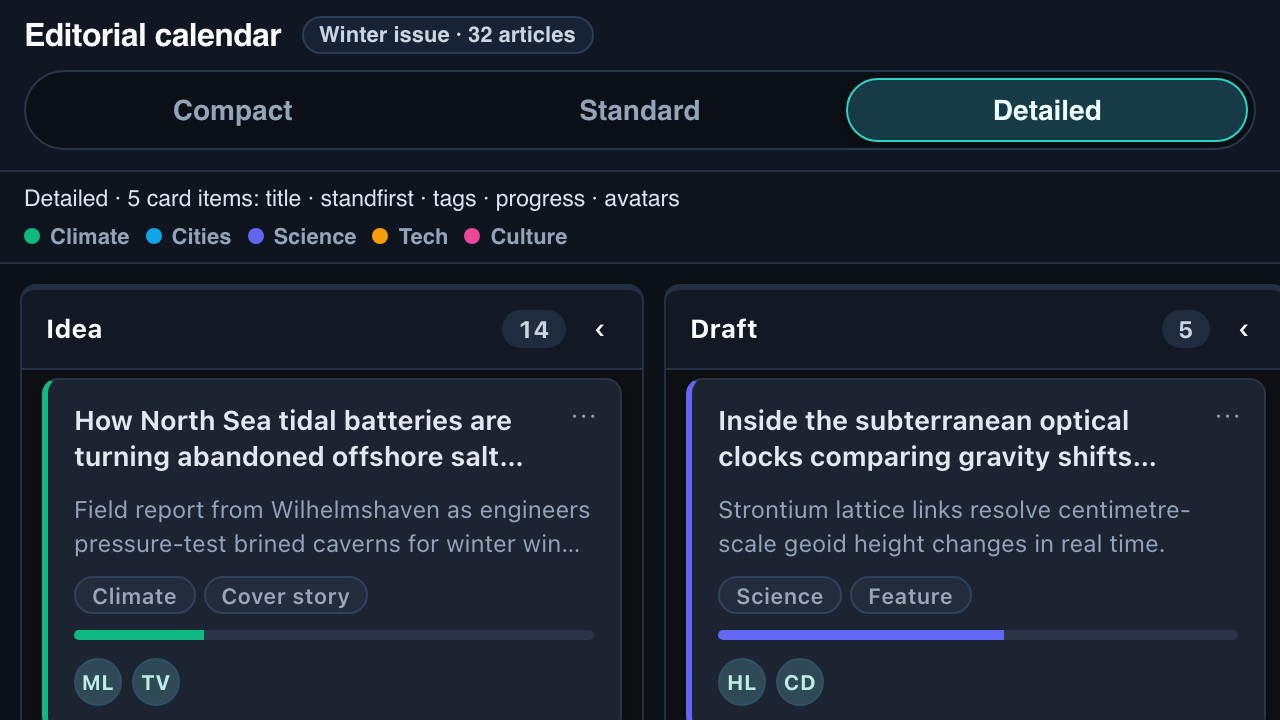 Editorial calendar
Winter issue · 32 articles
Compact
Standard
Detailed
Detailed · 5 card items: title · standfirst · tags · progress · avatars
Climate
Cities
Science
Tech
Culture
Idea
14
‹
How North Sea tidal batteries are
turning abandoned offshore salt...
···
Field report from Wilhelmshaven as engineers
pressure-test brined caverns for winter win...
Climate
Cover story
ML
TV
Draft
5
‹
Inside the subterranean optical
clocks comparing gravity shifts...
···
Strontium lattice links resolve centimetre-
scale geoid height changes in real time.
Science
Feature
HL
CD